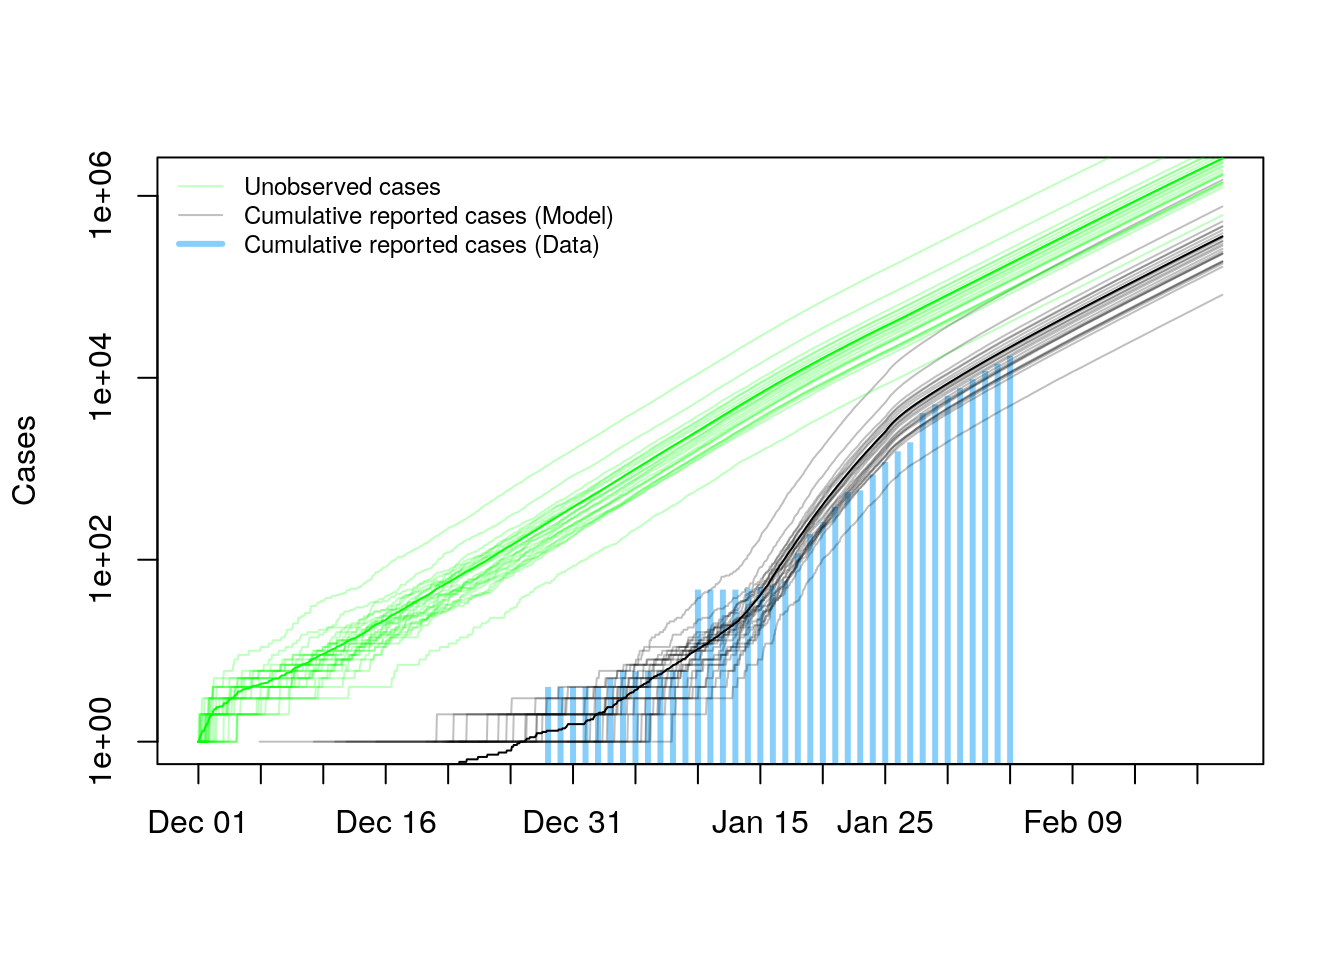 Unobserved cases
Cumulative reported cases (Model)
Cumulative reported cases (Data)
Cases
1e+06
1e+04
1e+02
1e+00
Dec 01
Dec 16
Dec 31
Jan 15
Jan 25
Feb 09